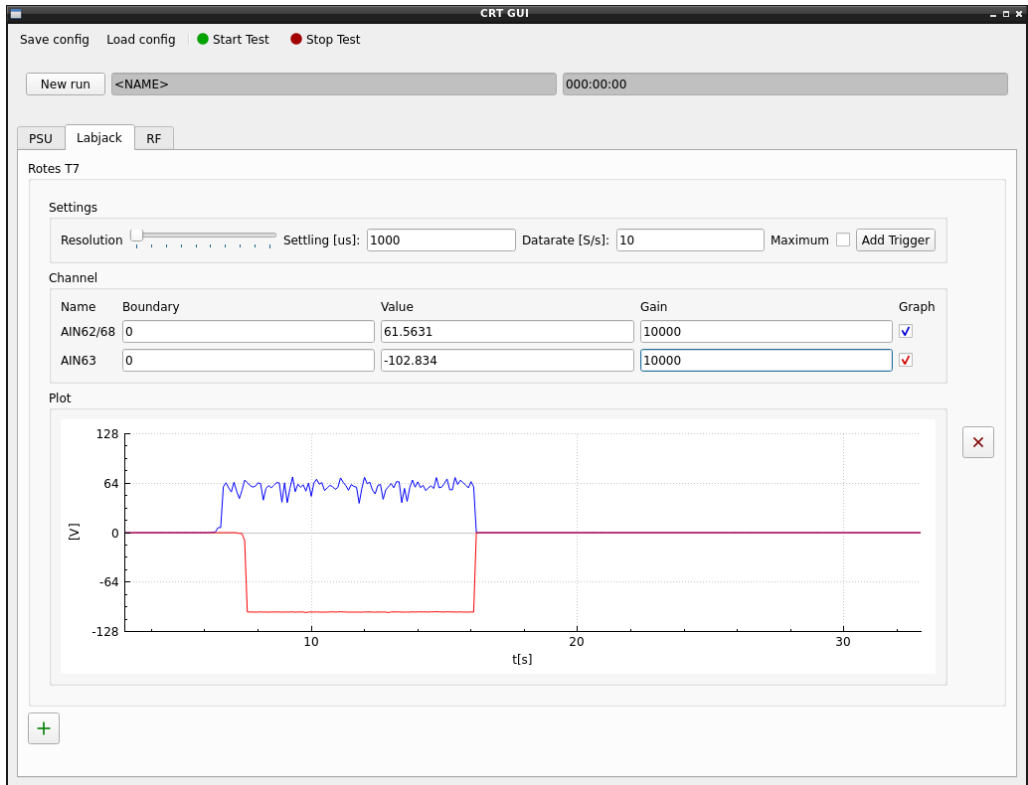 CRT GUI
Save config Load config Start Test Stop Test
New run <NAME> 000:00:00
PSU Labjack RF
Rotes T7
Settings
Resolution Settling [us]: 1000 Datarate [S/s]: 10 Maximum Add Trigger
Channel
Name Boundary Value Gain Graph
AIN62/68 0 61.5631 10000
AIN63 0 -102.834 10000
Plot
128
64
0
-64
-128
[V]
10 20 30
t[s]